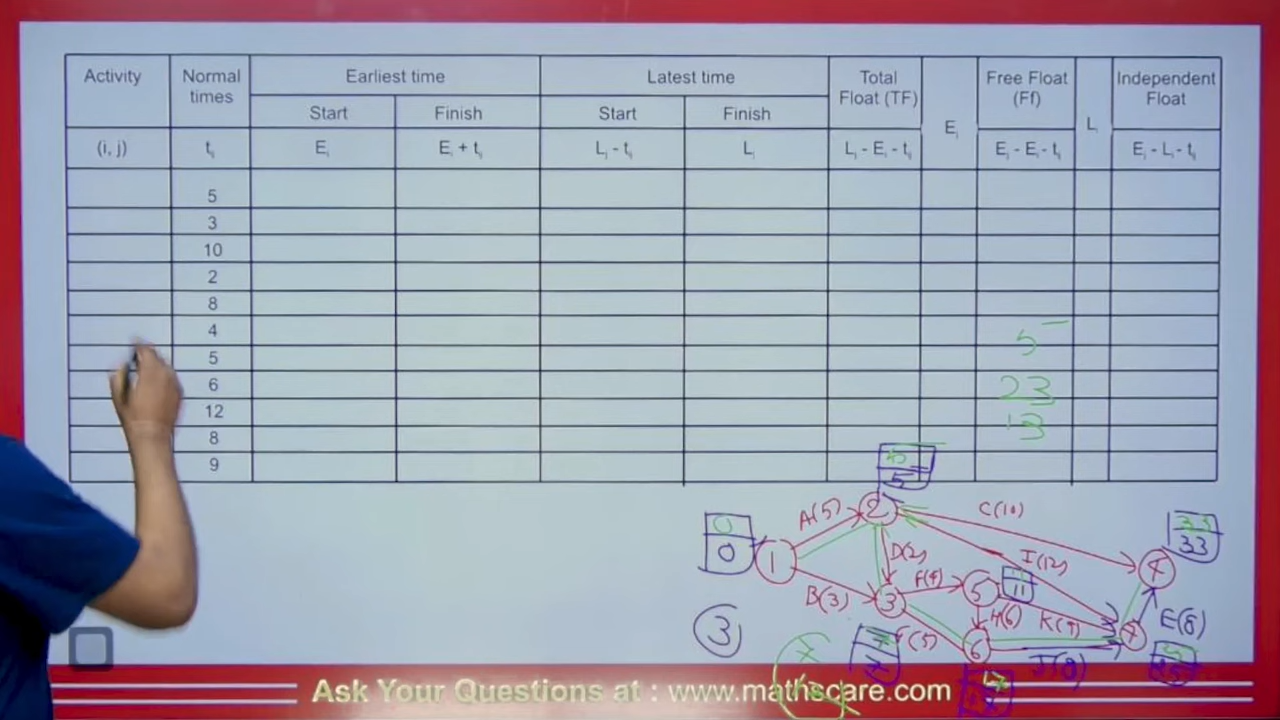 Activity Normal times Earliest time Latest time Total Float (TF) Eⱼ Free Float (Ff) Lᵢ Independent Float
Start Finish Start Finish
(i, j) tᵢⱼ Eᵢ Eᵢ + tᵢⱼ Lⱼ - tᵢⱼ Lⱼ Lⱼ - Eᵢ - tᵢⱼ Eⱼ - Eᵢ - tᵢⱼ Eⱼ - Lᵢ - tᵢⱼ
5
3
10
2
8
4
5 5
6 23
12 13
8
9
5
A(5) 2 C(10)
0 33
0 1 D(2) I(12) 33
F(4) 5 11
B(3) 3 H(6) K(9)
3 (5) 6 E(8)
7 7 J(8)
Ask Your Questions at : www.mathscare.com